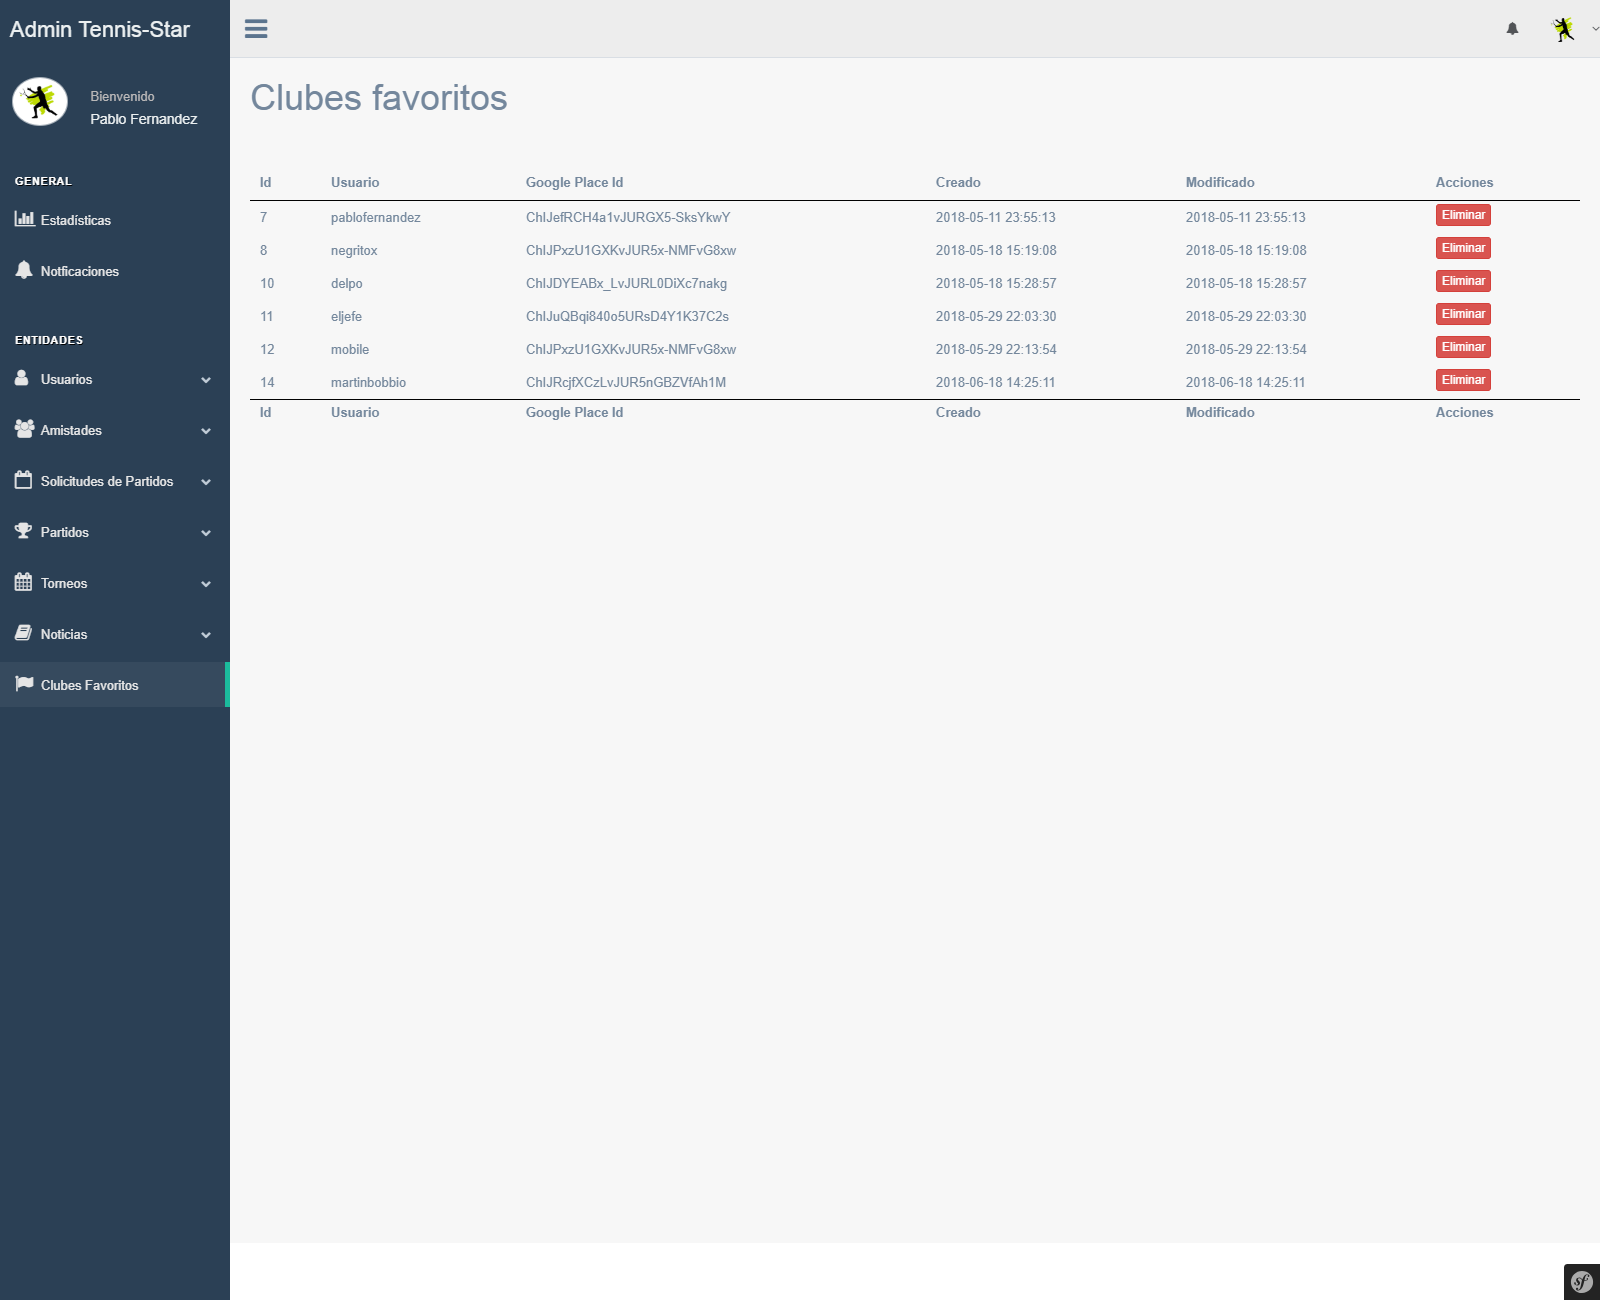 Admin Tennis-Star
Bienvenido
Pablo Fernandez
GENERAL
Estadísticas
Notficaciones
ENTIDADES
Usuarios
Amistades
Solicitudes de Partidos
Partidos
Torneos
Noticias
Clubes Favoritos
Clubes favoritos
Id Usuario Google Place Id Creado Modificado Acciones
7 pablofernandez ChIJefRCH4a1vJURGX5-SksYkwY 2018-05-11 23:55:13 2018-05-11 23:55:13 Eliminar
8 negritox ChIJPxzU1GXKvJUR5x-NMFvG8xw 2018-05-18 15:19:08 2018-05-18 15:19:08 Eliminar
10 delpo ChIJDYEABx_LvJURL0DiXc7nakg 2018-05-18 15:28:57 2018-05-18 15:28:57 Eliminar
11 eljefe ChIJuQBqi840o5URsD4Y1K37C2s 2018-05-29 22:03:30 2018-05-29 22:03:30 Eliminar
12 mobile ChIJPxzU1GXKvJUR5x-NMFvG8xw 2018-05-29 22:13:54 2018-05-29 22:13:54 Eliminar
14 martinbobbio ChIJRcjfXCzLvJUR5nGBZVfAh1M 2018-06-18 14:25:11 2018-06-18 14:25:11 Eliminar
Id Usuario Google Place Id Creado Modificado Acciones
sf